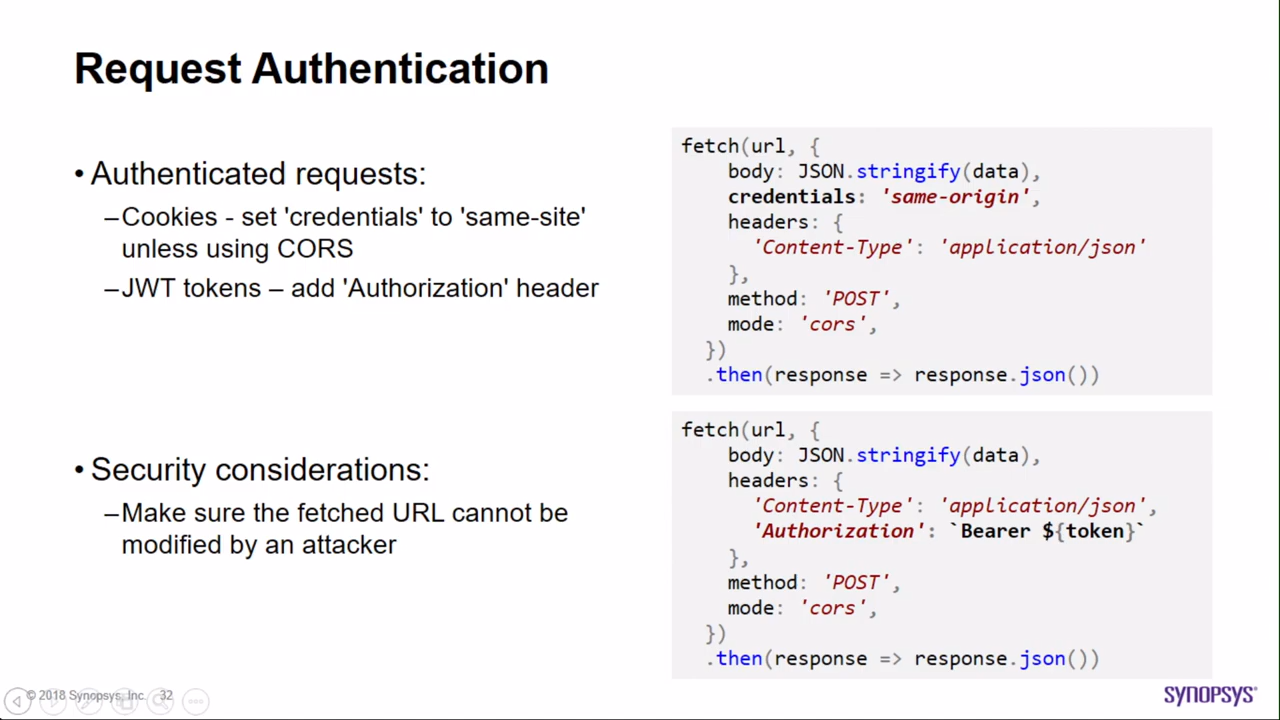 Request Authentication
• Authenticated requests:
–Cookies - set 'credentials' to 'same-site'
unless using CORS
–JWT tokens – add 'Authorization' header
• Security considerations:
–Make sure the fetched URL cannot be
modified by an attacker
fetch(url, {
    body: JSON.stringify(data),
    credentials: 'same-origin',
    headers: {
      'Content-Type': 'application/json'
    },
    method: 'POST',
    mode: 'cors',
  })
  .then(response => response.json())
fetch(url, {
    body: JSON.stringify(data),
    headers: {
      'Content-Type': 'application/json',
      'Authorization': `Bearer ${token}`
    },
    method: 'POST',
    mode: 'cors',
  })
  .then(response => response.json())
© 2018 Synopsys, Inc. 32
SYNOPSYS®